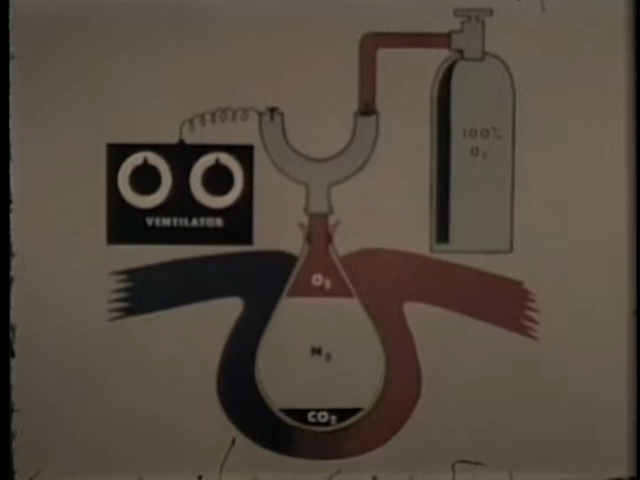 100%
O₂
VENTILATOR
O₂
N₂
CO₂